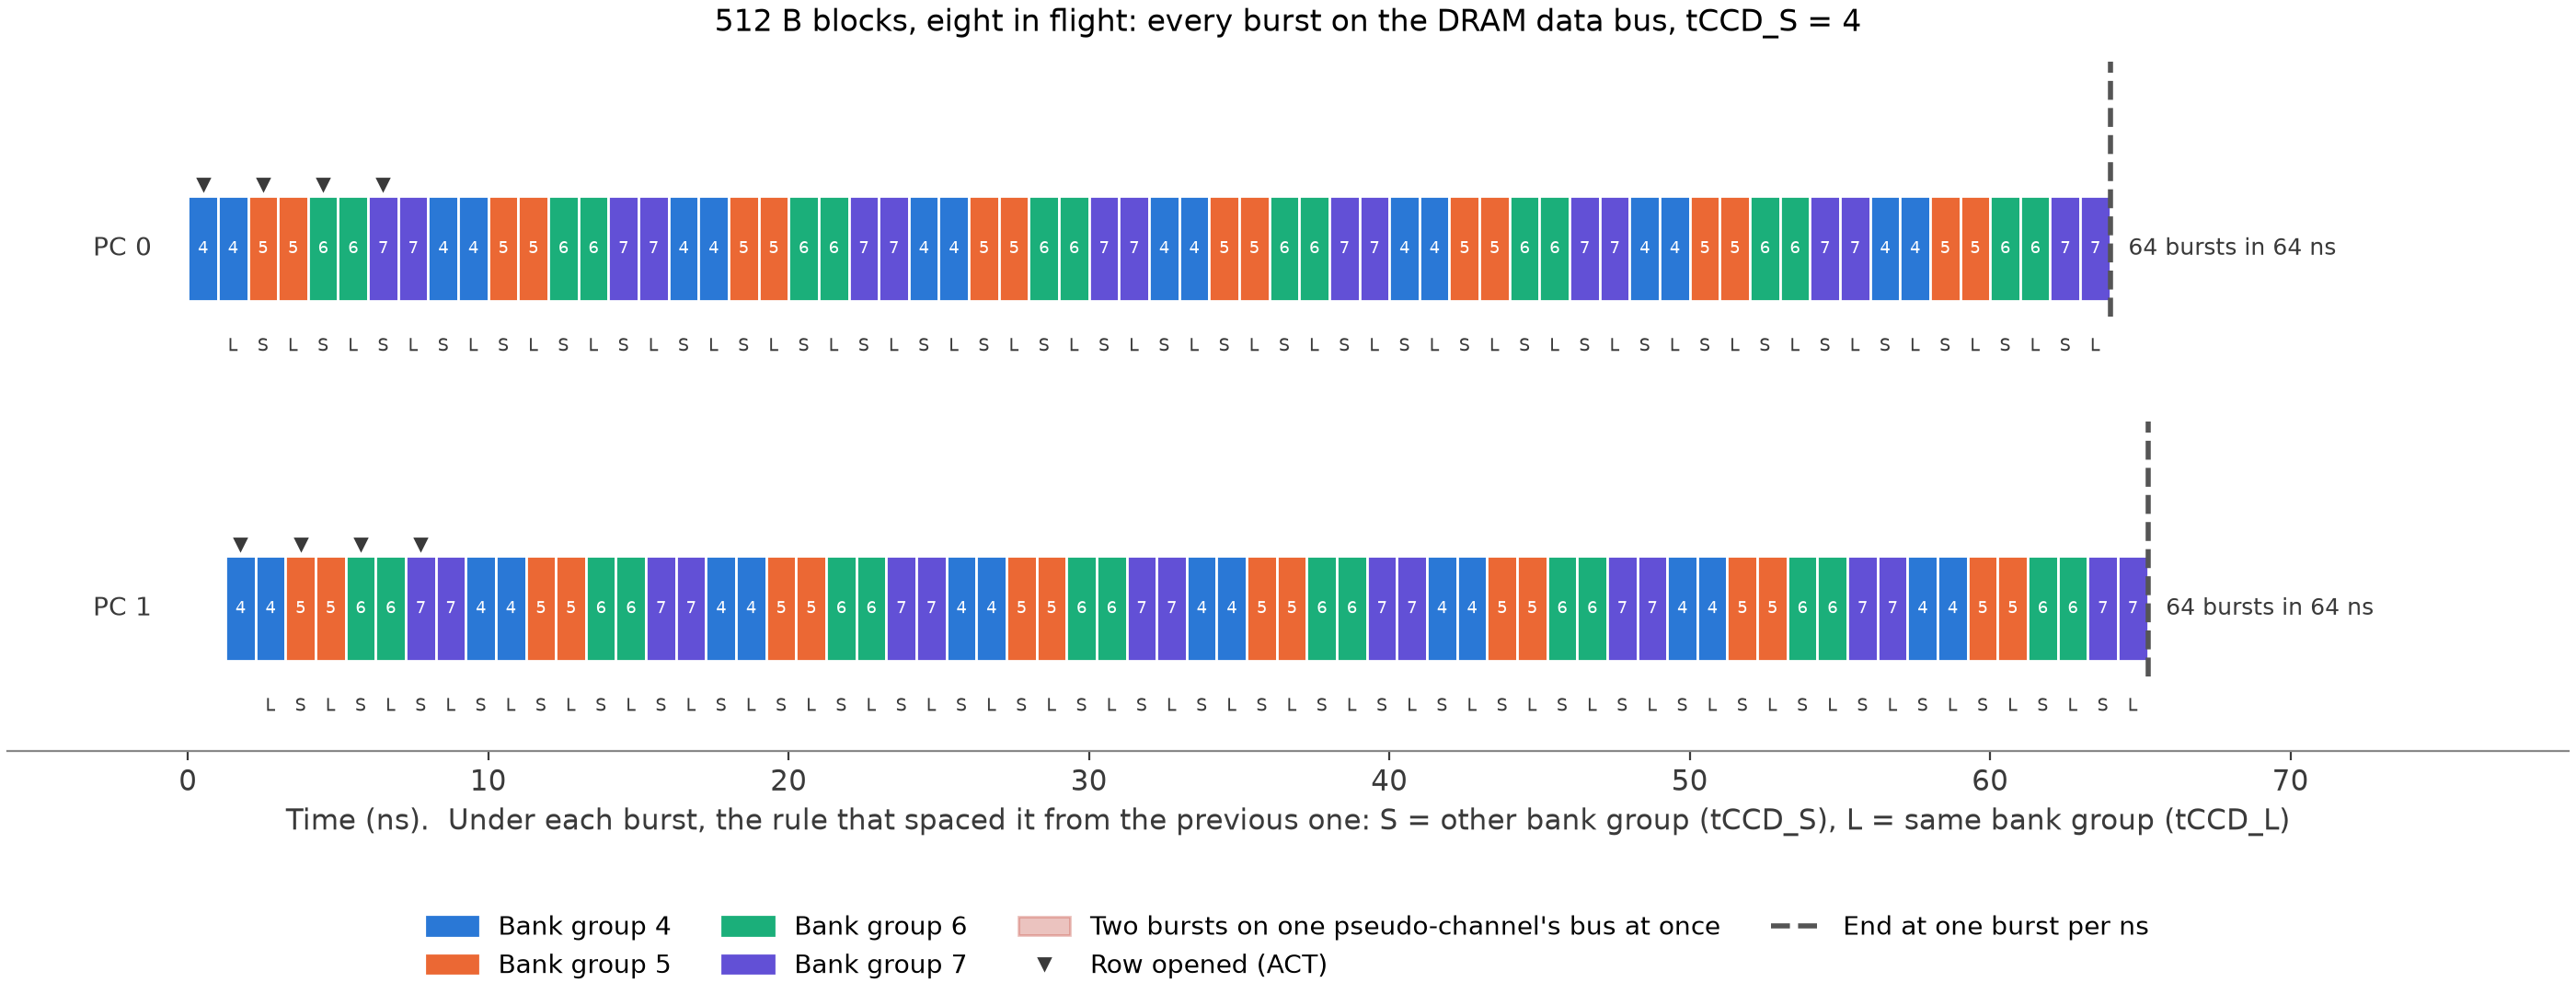 512 B blocks, eight in flight: every burst on the DRAM data bus, tCCD_S = 4
PC 0
4 4 5 5 6 6 7 7 4 4 5 5 6 6 7 7 4 4 5 5 6 6 7 7 4 4 5 5 6 6 7 7 4 4 5 5 6 6 7 7 4 4 5 5 6 6 7 7 4 4 5 5 6 6 7 7 4 4 5 5 6 6 7 7
64 bursts in 64 ns
L S L S L S L S L S L S L S L S L S L S L S L S L S L S L S L S L S L S L S L S L S L S L S L S L S L S L S L S L S L S L S L S L
PC 1
4 4 5 5 6 6 7 7 4 4 5 5 6 6 7 7 4 4 5 5 6 6 7 7 4 4 5 5 6 6 7 7 4 4 5 5 6 6 7 7 4 4 5 5 6 6 7 7 4 4 5 5 6 6 7 7 4 4 5 5 6 6 7 7
64 bursts in 64 ns
L S L S L S L S L S L S L S L S L S L S L S L S L S L S L S L S L S L S L S L S L S L S L S L S L S L S L S L S L S L S L S L S L
0 10 20 30 40 50 60 70
Time (ns).  Under each burst, the rule that spaced it from the previous one: S = other bank group (tCCD_S), L = same bank group (tCCD_L)
Bank group 4
Bank group 5
Bank group 6
Bank group 7
Two bursts on one pseudo-channel's bus at once
Row opened (ACT)
End at one burst per ns